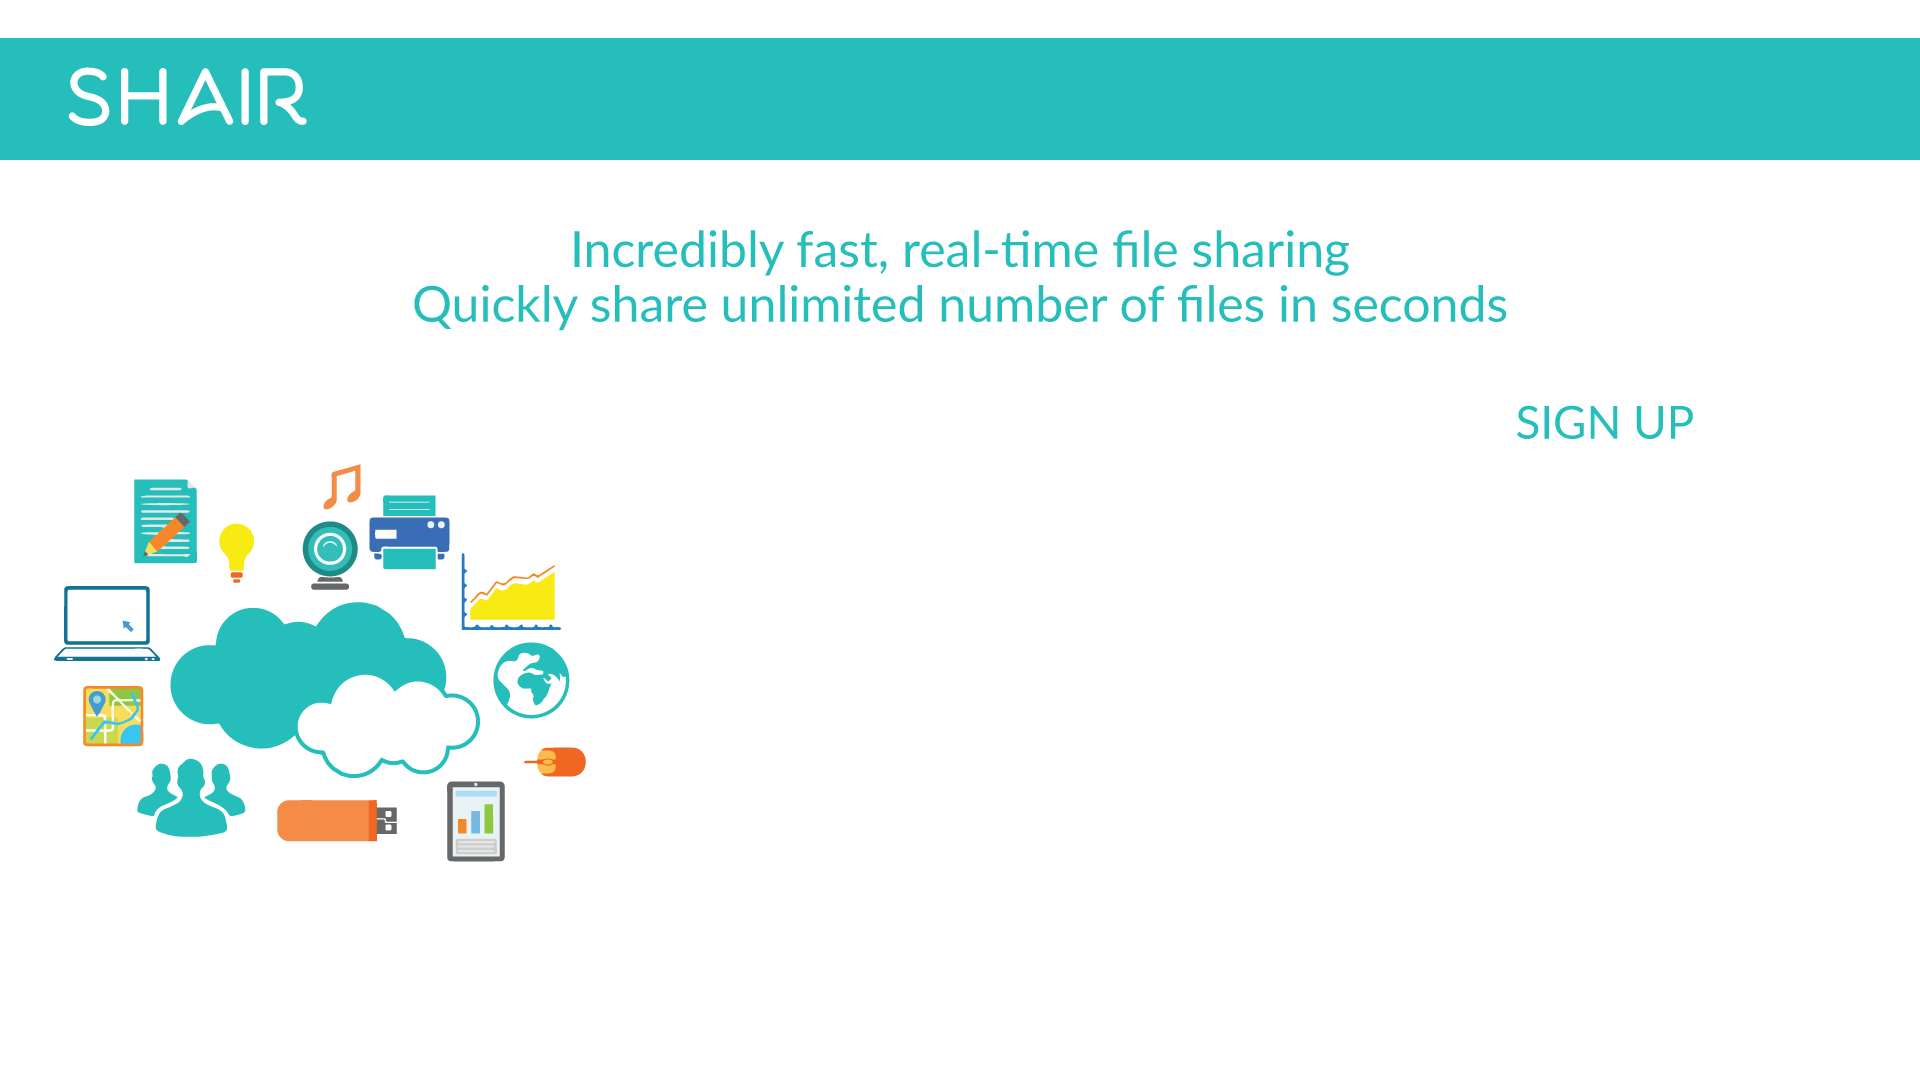 SHAIR
Incredibly fast, real-time file sharing
Quickly share unlimited number of files in seconds
SIGN UP